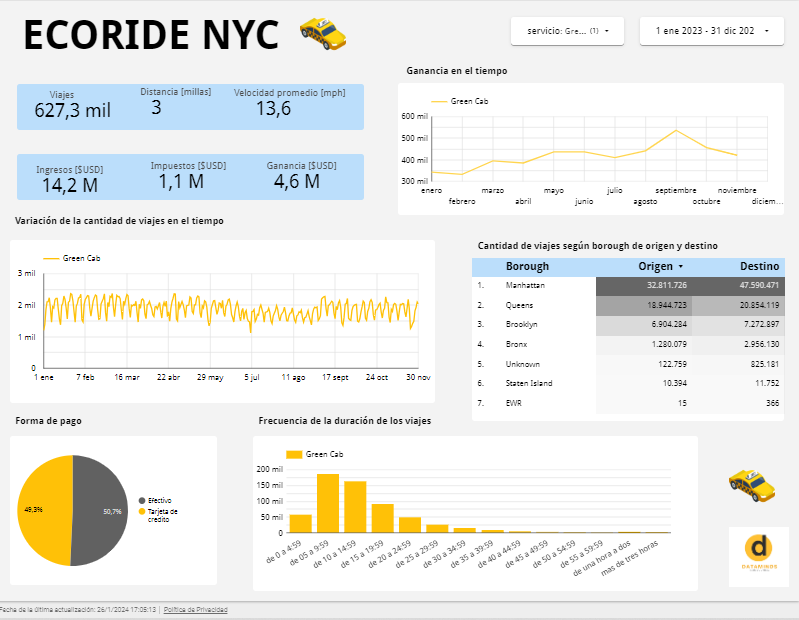 ECORIDE NYC
servicio: Gre... (1)
1 ene 2023 - 31 dic 202
Viajes
627,3 mil
Distancia [millas]
3
Velocidad promedio [mph]
13,6
Ingresos [$USD]
14,2 M
Impuestos [$USD]
1,1 M
Ganancia [$USD]
4,6 M
Ganancia en el tiempo
Green Cab
600 mil
500 mil
400 mil
300 mil
enero
febrero
marzo
abril
mayo
junio
julio
agosto
septiembre
octubre
noviembre
diciem...
Variación de la cantidad de viajes en el tiempo
Green Cab
3 mil
2 mil
1 mil
0
1 ene 7 feb 16 mar 22 abr 29 may 5 jul 11 ago 17 sept 24 oct 30 nov
Cantidad de viajes según borough de origen y destino
Borough Origen Destino
1. Manhattan 32.811.726 47.590.471
2. Queens 18.944.723 20.854.119
3. Brooklyn 6.904.284 7.272.897
4. Bronx 1.280.079 2.956.130
5. Unknown 122.759 825.181
6. Staten Island 10.394 11.752
7. EWR 15 366
Forma de pago
49,3%
50,7%
Efectivo
Tarjeta de
credito
Frecuencia de la duración de los viajes
Green Cab
200 mil
150 mil
100 mil
50 mil
0
de 0 a 4:59
de 05 a 9:59
de 10 a 14:59
de 15 a 19:59
de 20 a 24:59
de 25 a 29:59
de 30 a 34:59
de 35 a 39:59
de 40 a 44:59
de 45 a 49:59
de 50 a 54:59
de 55 a 59:59
de una hora a dos
mas de tres horas
d
DATAMINDS
Fecha de la última actualización: 26/1/2024 17:05:13
Política de Privacidad